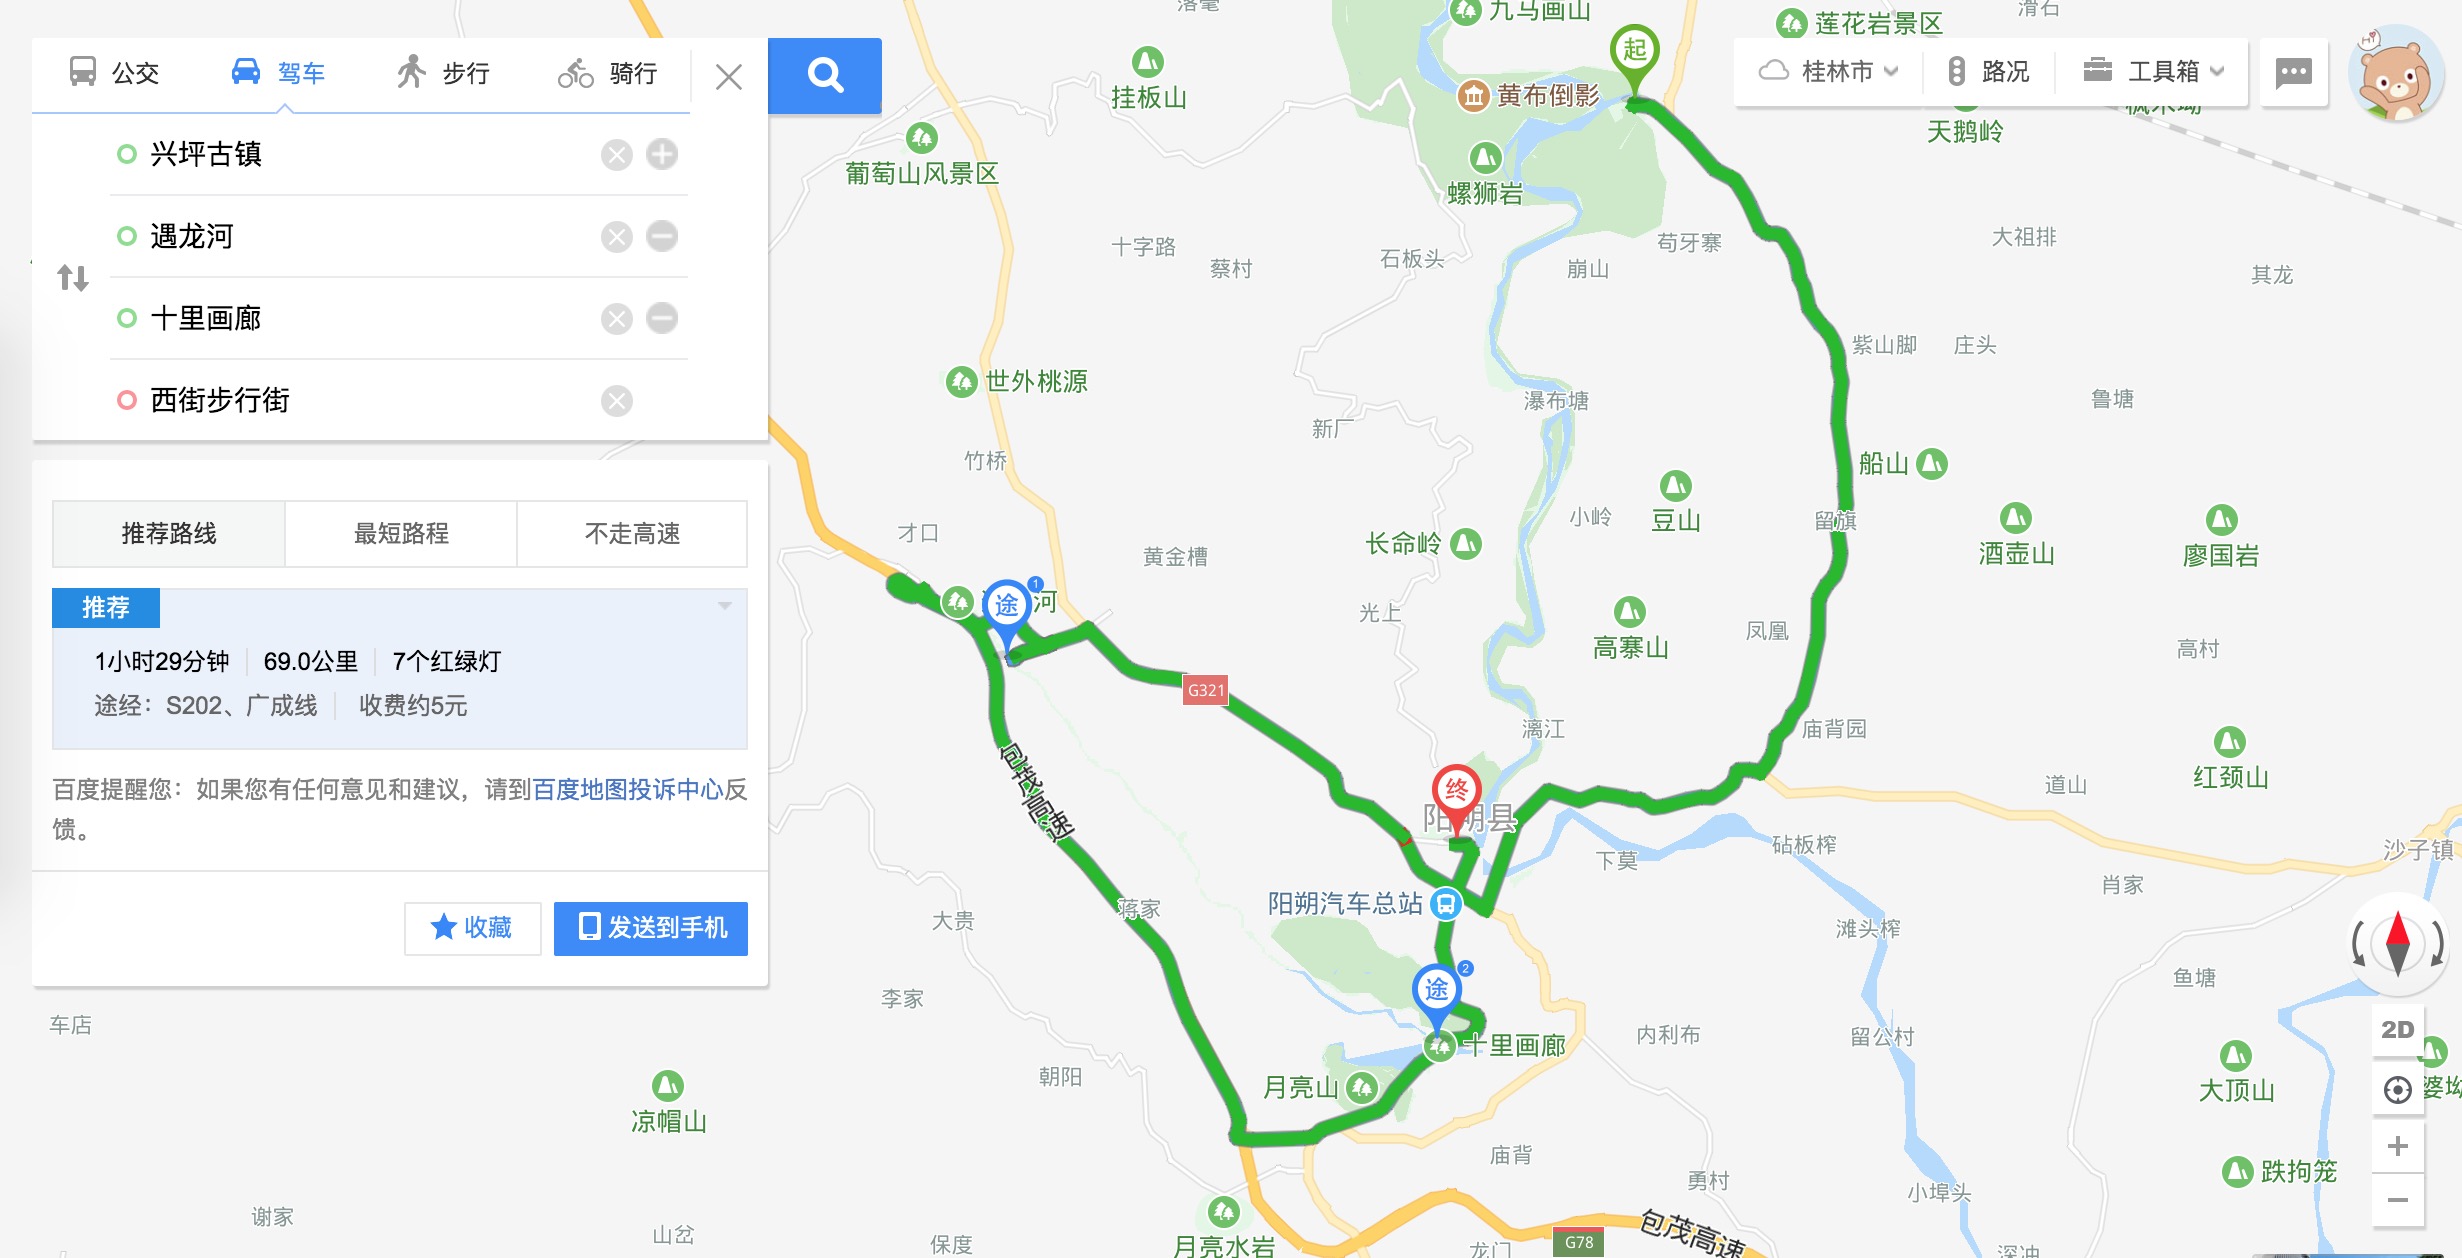 公交
驾车
步行
骑行
兴坪古镇
遇龙河
十里画廊
西街步行街
推荐路线
最短路程
不走高速
推荐
1小时29分钟
69.0公里
7个红绿灯
途经：S202、广成线
收费约5元
百度提醒您：如果您有任何意见和建议，请到百度地图投诉中心反
馈。
收藏
发送到手机
桂林市
路况
工具箱
九马画山
莲花岩景区
滑石
起
挂板山
黄布倒影
天鹅岭
葡萄山风景区
螺狮岩
十字路
蔡村
石板头
崩山
苟牙寨
大祖排
其龙
紫山脚
庄头
世外桃源
瀑布塘
鲁塘
新厂
竹桥
船山
才口
黄金槽
长命岭
小岭
豆山
留旗
酒壶山
廖国岩
途
1
河
光上
高寨山
凤凰
高村
G321
漓江
庙背园
红颈山
道山
包茂高速
终
阳朔县
下莫
砧板榨
沙子镇
肖家
蒋家
大贵
阳朔汽车总站
滩头榨
途
2
李家
车店
十里画廊
内利布
留公村
鱼塘
2D
月亮山
朝阳
凉帽山
大顶山
婆坳
庙背
勇村
小埠头
跌拘笼
谢家
山岔
保度
月亮水岩
龙门
G78
包茂高速
深冲